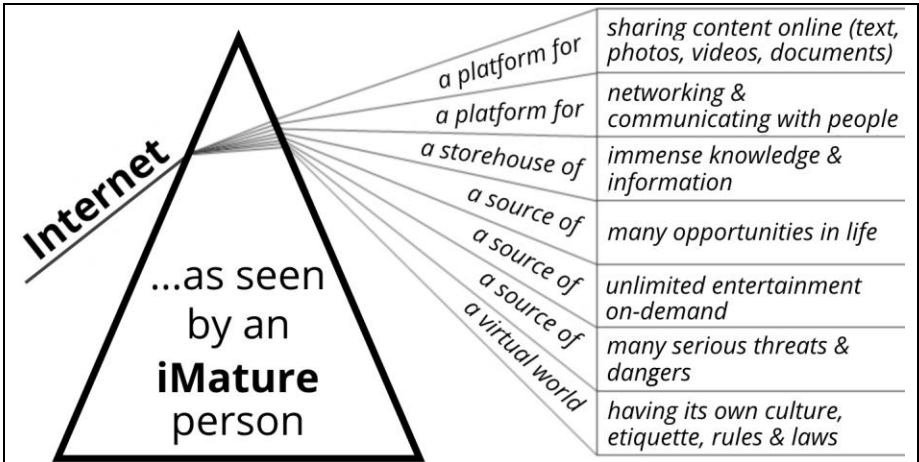 Internet
...as seen
by an
iMature
person
a platform for
sharing content online (text,
photos, videos, documents)
a platform for
networking &
communicating with people
a storehouse of
immense knowledge &
information
a source of
many opportunities in life
a source of
unlimited entertainment
on-demand
a source of
many serious threats &
dangers
a virtual world
having its own culture,
etiquette, rules & laws